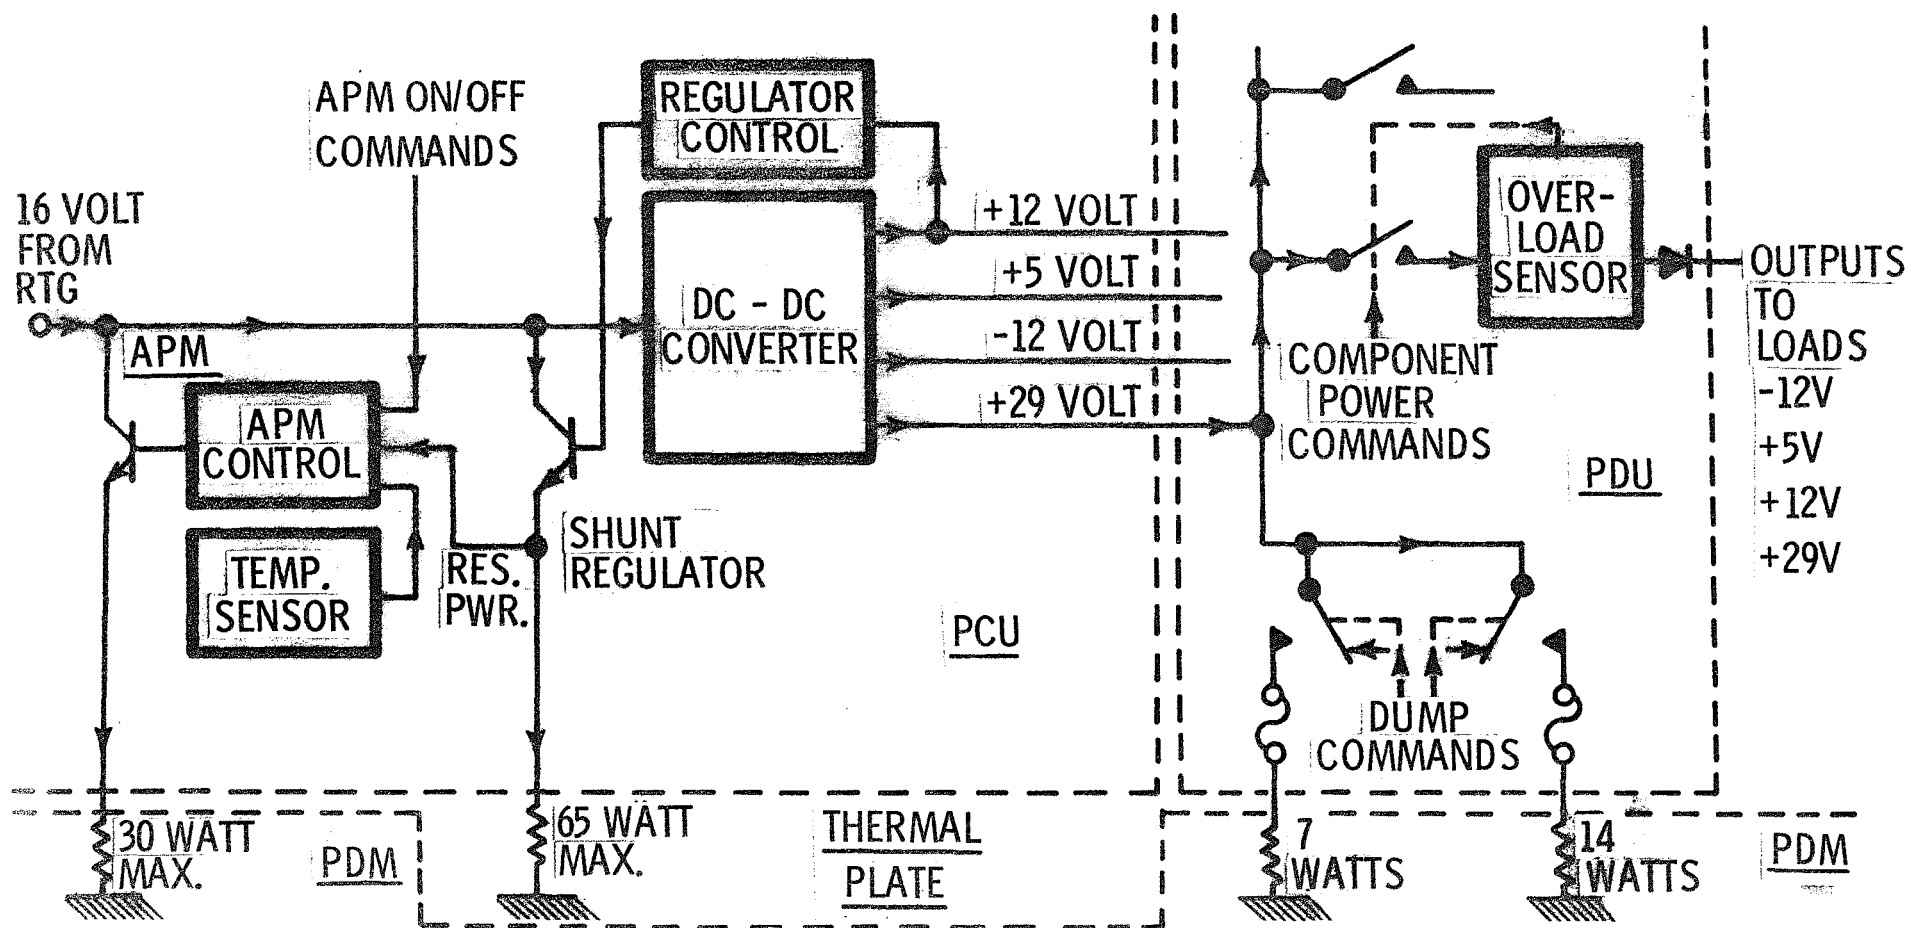 APM ON/OFF
COMMANDS
REGULATOR
CONTROL
16 VOLT
FROM
RTG
APM
APM
CONTROL
TEMP.
SENSOR
RES.
PWR.
SHUNT
REGULATOR
DC - DC
CONVERTER
+12 VOLT
+5 VOLT
-12 VOLT
+29 VOLT
PCU
OVER-
LOAD
SENSOR
COMPONENT
POWER
COMMANDS
PDU
OUTPUTS
TO
LOADS
-12V
+5V
+12V
+29V
DUMP
COMMANDS
30 WATT
MAX.
PDM
65 WATT
MAX.
THERMAL
PLATE
7
WATTS
14
WATTS
PDM